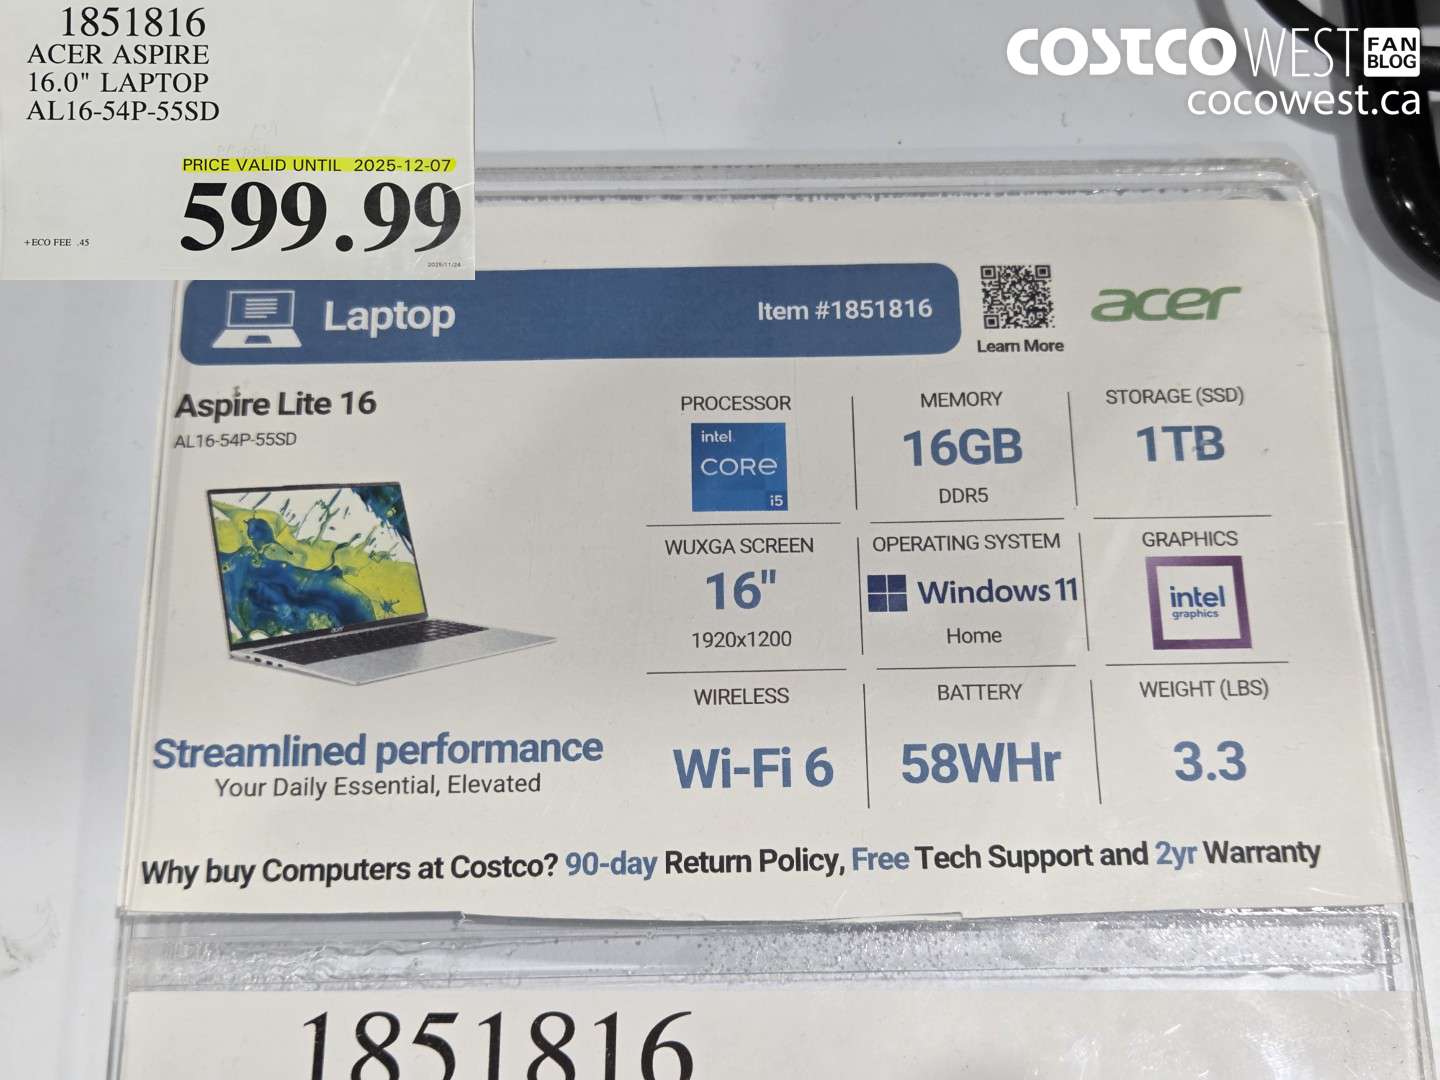 1851816
ACER ASPIRE
16.0" LAPTOP
AL16-54P-55SD
PRICE VALID UNTIL 2025-12-07
599.99
+ECO FEE .45
2025/11/24
COSTCO WEST FAN BLOG
cocowest.ca
Laptop
Item #1851816
Learn More
acer
Aspire Lite 16
AL16-54P-55SD
PROCESSOR
intel
CORE
i5
MEMORY
16GB
DDR5
STORAGE (SSD)
1TB
WUXGA SCREEN
16"
1920x1200
OPERATING SYSTEM
Windows 11
Home
GRAPHICS
intel
graphics
WIRELESS
Wi-Fi 6
BATTERY
58WHr
WEIGHT (LBS)
3.3
acer
Streamlined performance
Your Daily Essential, Elevated
Why buy Computers at Costco? 90-day Return Policy, Free Tech Support and 2yr Warranty
1851816